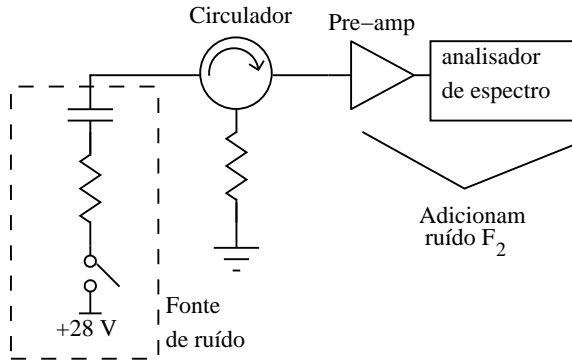 Circulador
Pre−amp
analisador
de espectro
Adicionam
ruído F2
+28 V
Fonte
de ruído